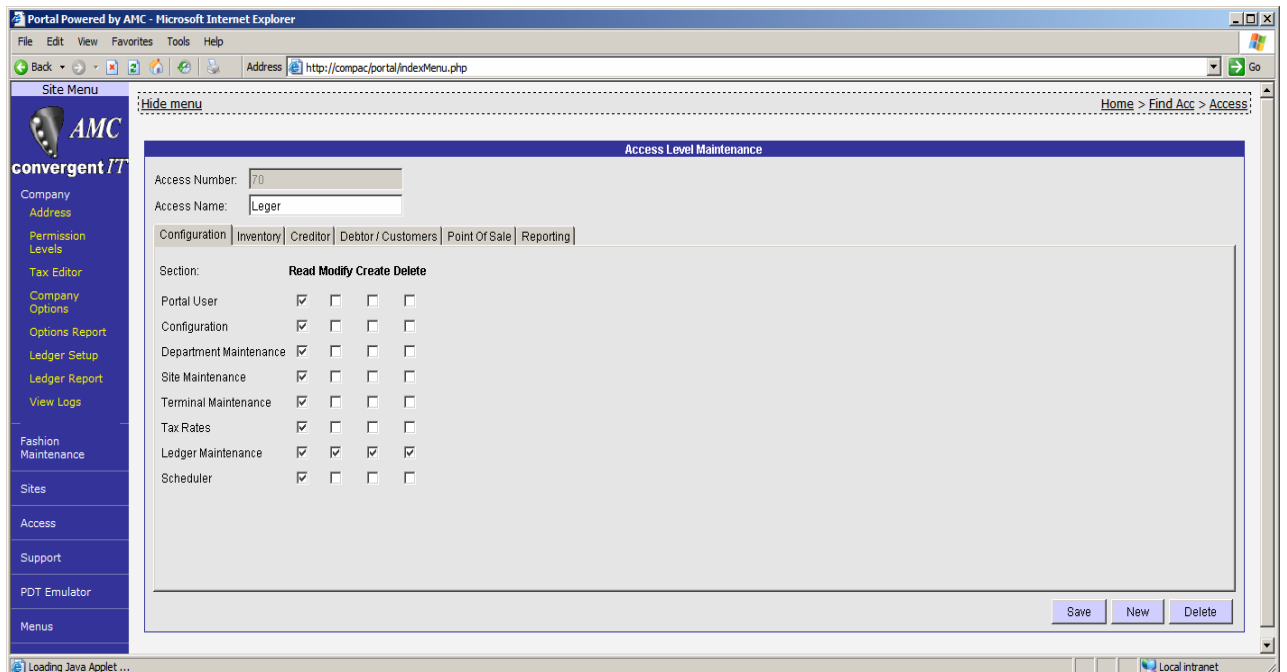 Portal Powered by AMC - Microsoft Internet Explorer
File Edit View Favorites Tools Help
Back Address http://compac/portal/indexMenu.php Go
Site Menu
Hide menu Home > Find Acc > Access
AMC
convergent IT
Access Level Maintenance
Access Number: 70
Access Name: Leger
Configuration Inventory Creditor Debtor / Customers Point Of Sale Reporting
Section: Read Modify Create Delete
Portal User
Configuration
Department Maintenance
Site Maintenance
Terminal Maintenance
Tax Rates
Ledger Maintenance
Scheduler
Save New Delete
Company
Address
Permission
Levels
Tax Editor
Company
Options
Options Report
Ledger Setup
Ledger Report
View Logs
Fashion
Maintenance
Sites
Access
Support
PDT Emulator
Menus
Loading Java Applet ... Local intranet